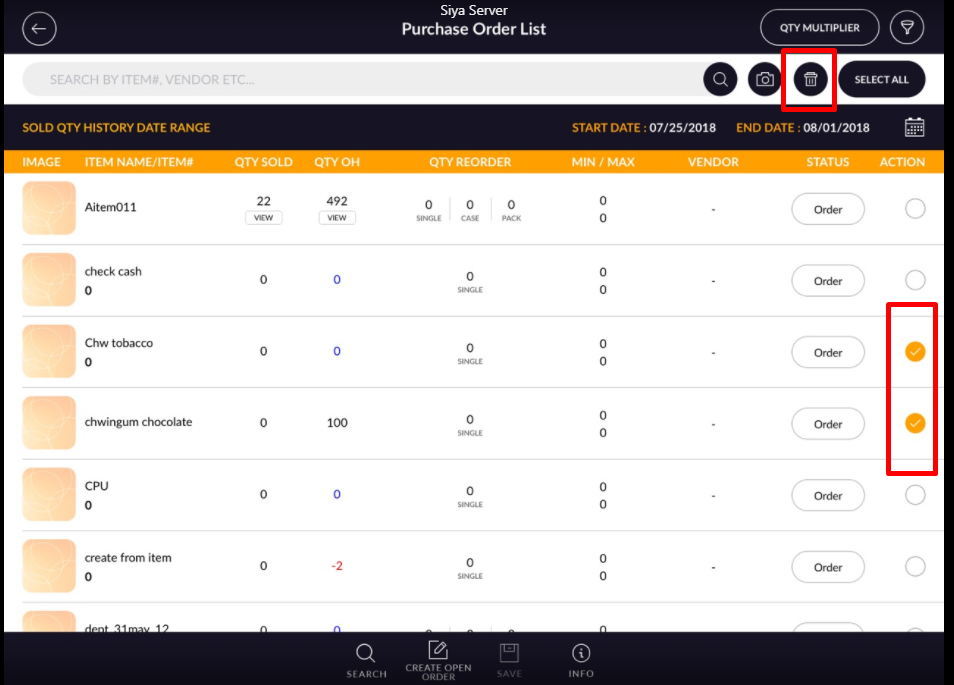 Siya Server
Purchase Order List
QTY MULTIPLIER
SEARCH BY ITEM#, VENDOR ETC...
SELECT ALL
SOLD QTY HISTORY DATE RANGE
START DATE : 07/25/2018 END DATE : 08/01/2018
IMAGE ITEM NAME/ITEM# QTY SOLD QTY OH QTY REORDER MIN / MAX VENDOR STATUS ACTION
Aitem011 22 VIEW 492 VIEW 0 SINGLE 0 CASE 0 PACK 0 0 - Order
check cash 0 0 0 0 SINGLE 0 0 - Order
Chw tobacco 0 0 0 0 SINGLE 0 0 - Order
chwingum chocolate 0 100 0 SINGLE 0 0 - Order
CPU 0 0 0 0 SINGLE 0 0 - Order
create from item 0 0 -2 0 SINGLE 0 0 - Order
dept_31may_12 0 0 0 0 0 0
SEARCH
CREATE OPEN ORDER
SAVE
INFO